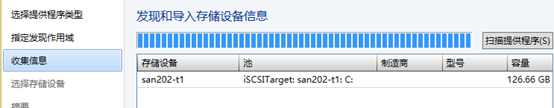 选择提供程序类型
指定发现作用域
收集信息
选择存储设备
摘要
发现和导入存储设备信息
扫描提供程序(S)
存储设备 池 制造商 型号 容量
san202-t1 iSCSITarget: san202-t1: C: 126.66 GB